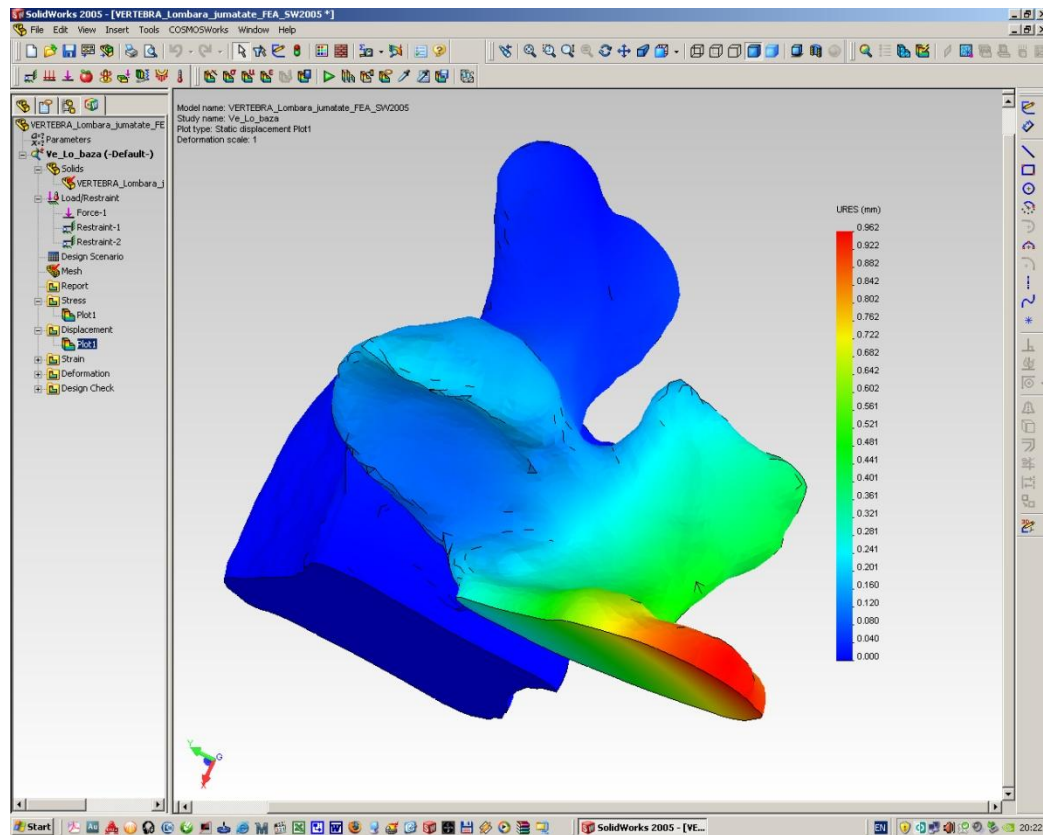 SolidWorks 2005 - [VERTEBRA_Lombara_jumatate_FEA_SW2005 *]
File Edit View Insert Tools COSMOSWorks Window Help
VERTEBRA_Lombara_jumatate_FE
Parameters
Ve_Lo_baza (-Default-)
Solids
VERTEBRA_Lombara_j
Load/Restraint
Force-1
Restraint-1
Restraint-2
Design Scenario
Mesh
Report
Stress
Plot1
Displacement
Plot1
Strain
Deformation
Design Check
Model name: VERTEBRA_Lombara_jumatate_FEA_SW2005
Study name: Ve_Lo_baza
Plot type: Static displacement Plot1
Deformation scale: 1
URES (mm)
0.962
0.922
0.882
0.842
0.802
0.762
0.722
0.682
0.642
0.602
0.561
0.521
0.481
0.441
0.401
0.361
0.321
0.281
0.241
0.201
0.160
0.120
0.080
0.040
0.000
Y
X
Start
SolidWorks 2005 - [VE...
EN
20:22